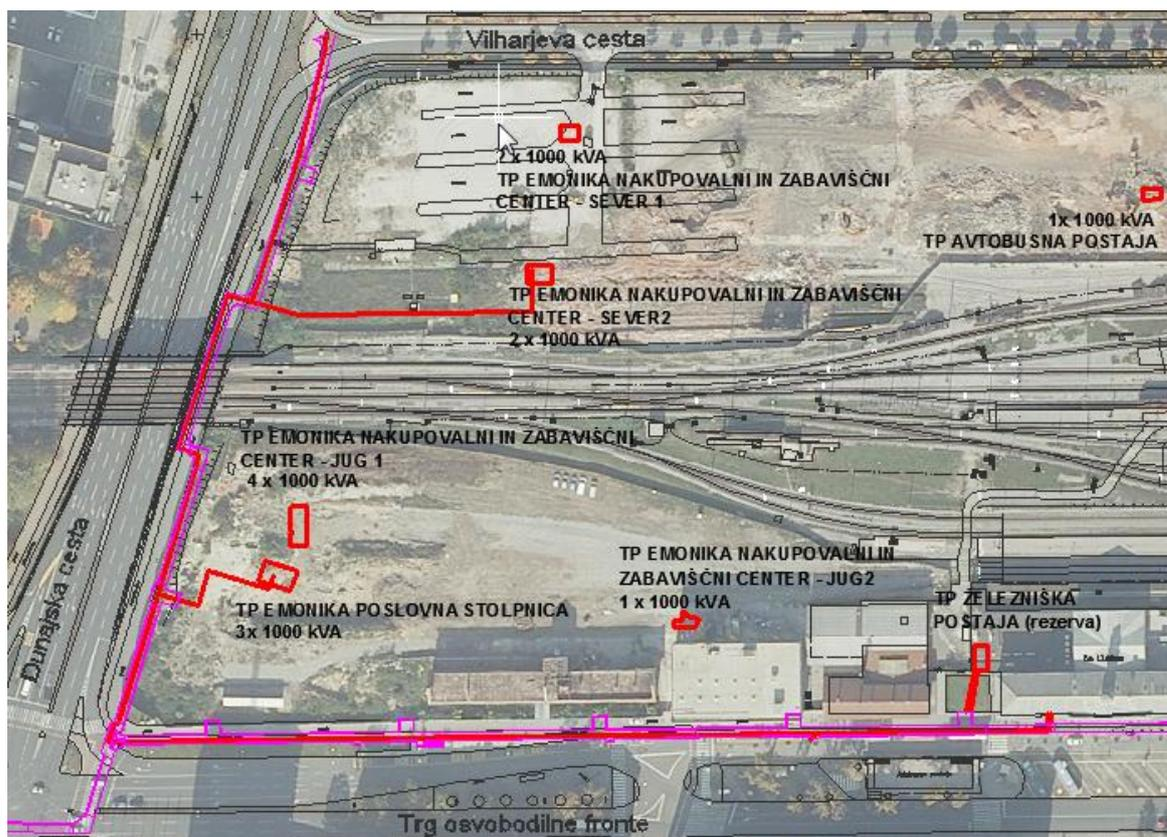 Vilharjeva cesta
2 x 1000 kVA
TP EMONIKA NAKUPOVALNI IN ZABAVIŠČNI
CENTER - SEVER 1
1x 1000 kVA
TP AVTOBUSNA POSTAJA
TP EMONIKA NAKUPOVALNI IN ZABAVIŠČNI
CENTER - SEVER2
2 x 1000 kVA
TP EMONIKA NAKUPOVALNI IN ZABAVIŠČNI
CENTER - JUG 1
4 x 1000 kVA
Dunajska cesta
TP EMONIKA NAKUPOVALNI IN
ZABAVIŠČNI CENTER - JUG2
1 x 1000 kVA
TP ŽELEZNIŠKA
POSTAJA (rezerva)
TP EMONIKA POSLOVNA STOLPNICA
3x 1000 kVA
Trg osvobodilne fronte